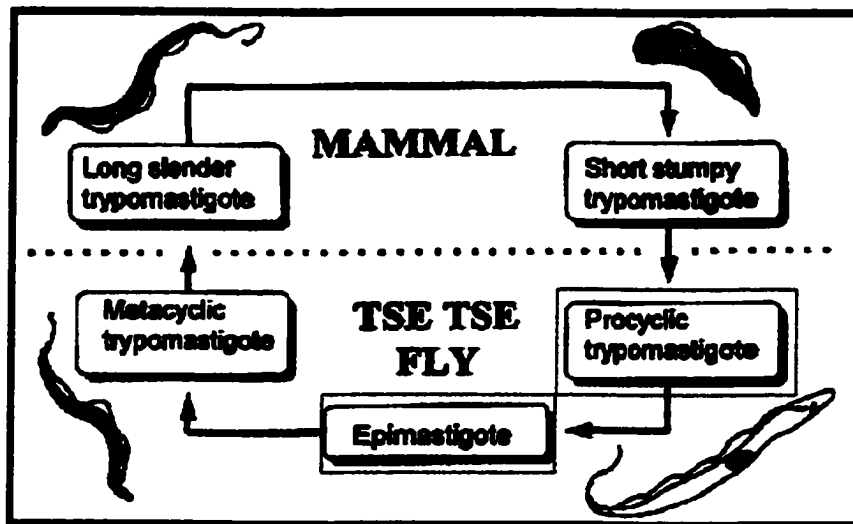 MAMMAL
Long slender
trypomastigote
Short stumpy
trypomastigote
Metacyclic
trypomastigote
TSE TSE
FLY
Procyclic
trypomastigote
Epimastigote